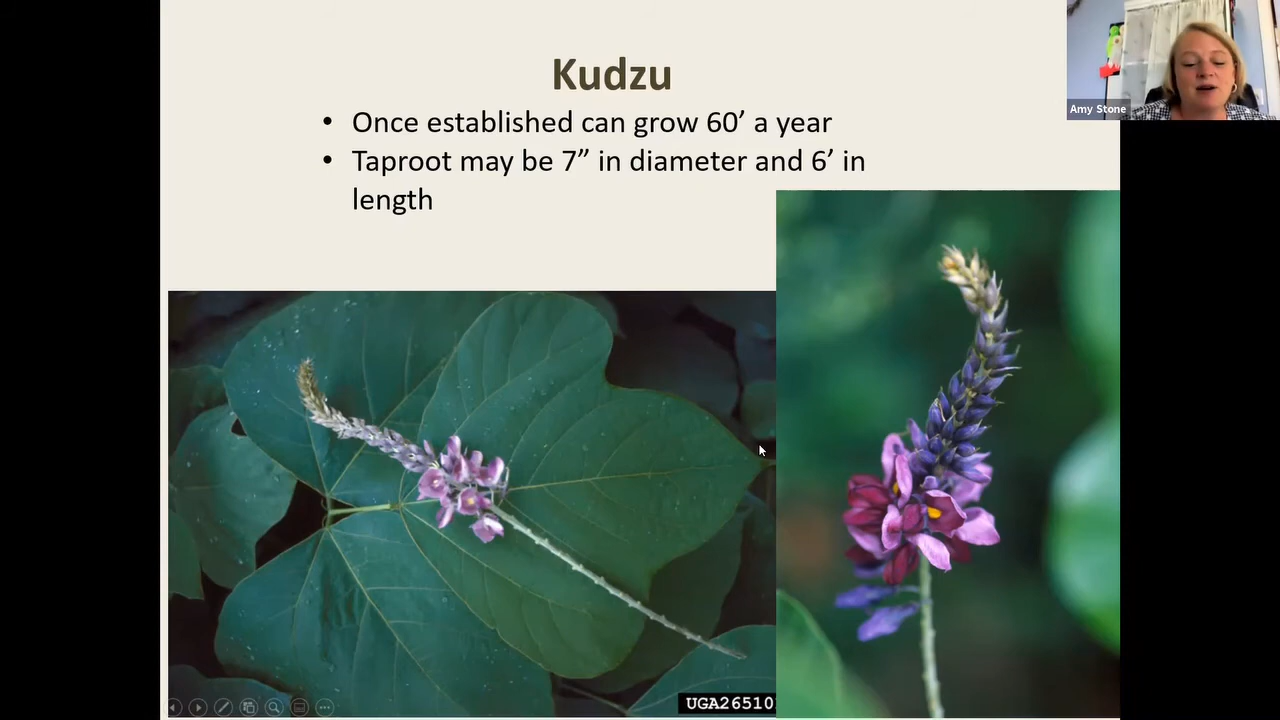 Kudzu
• Once established can grow 60’ a year
• Taproot may be 7” in diameter and 6’ in
length
Amy Stone
UGA26510